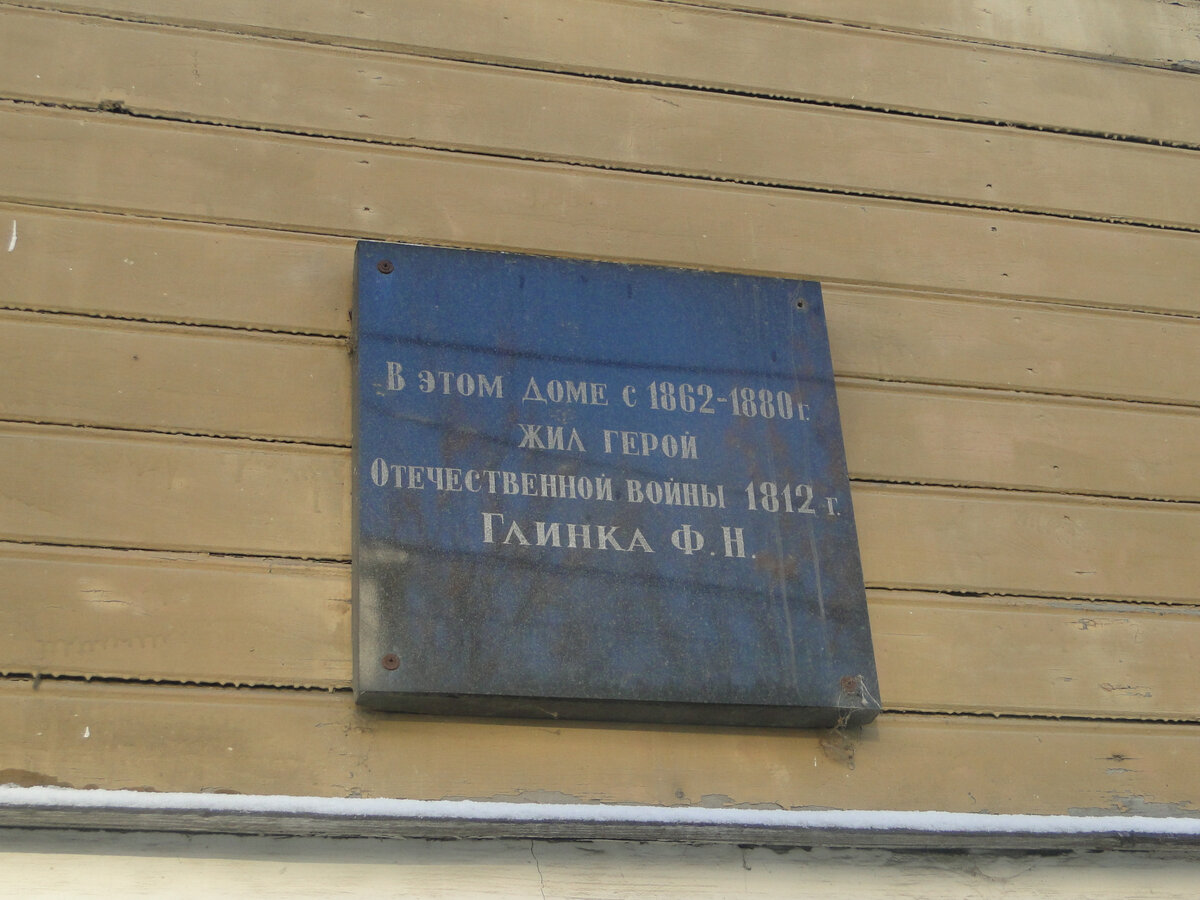 В этом доме с 1862-1880 г.
жил герой
Отечественной войны 1812 г.
Глинка Ф. Н.